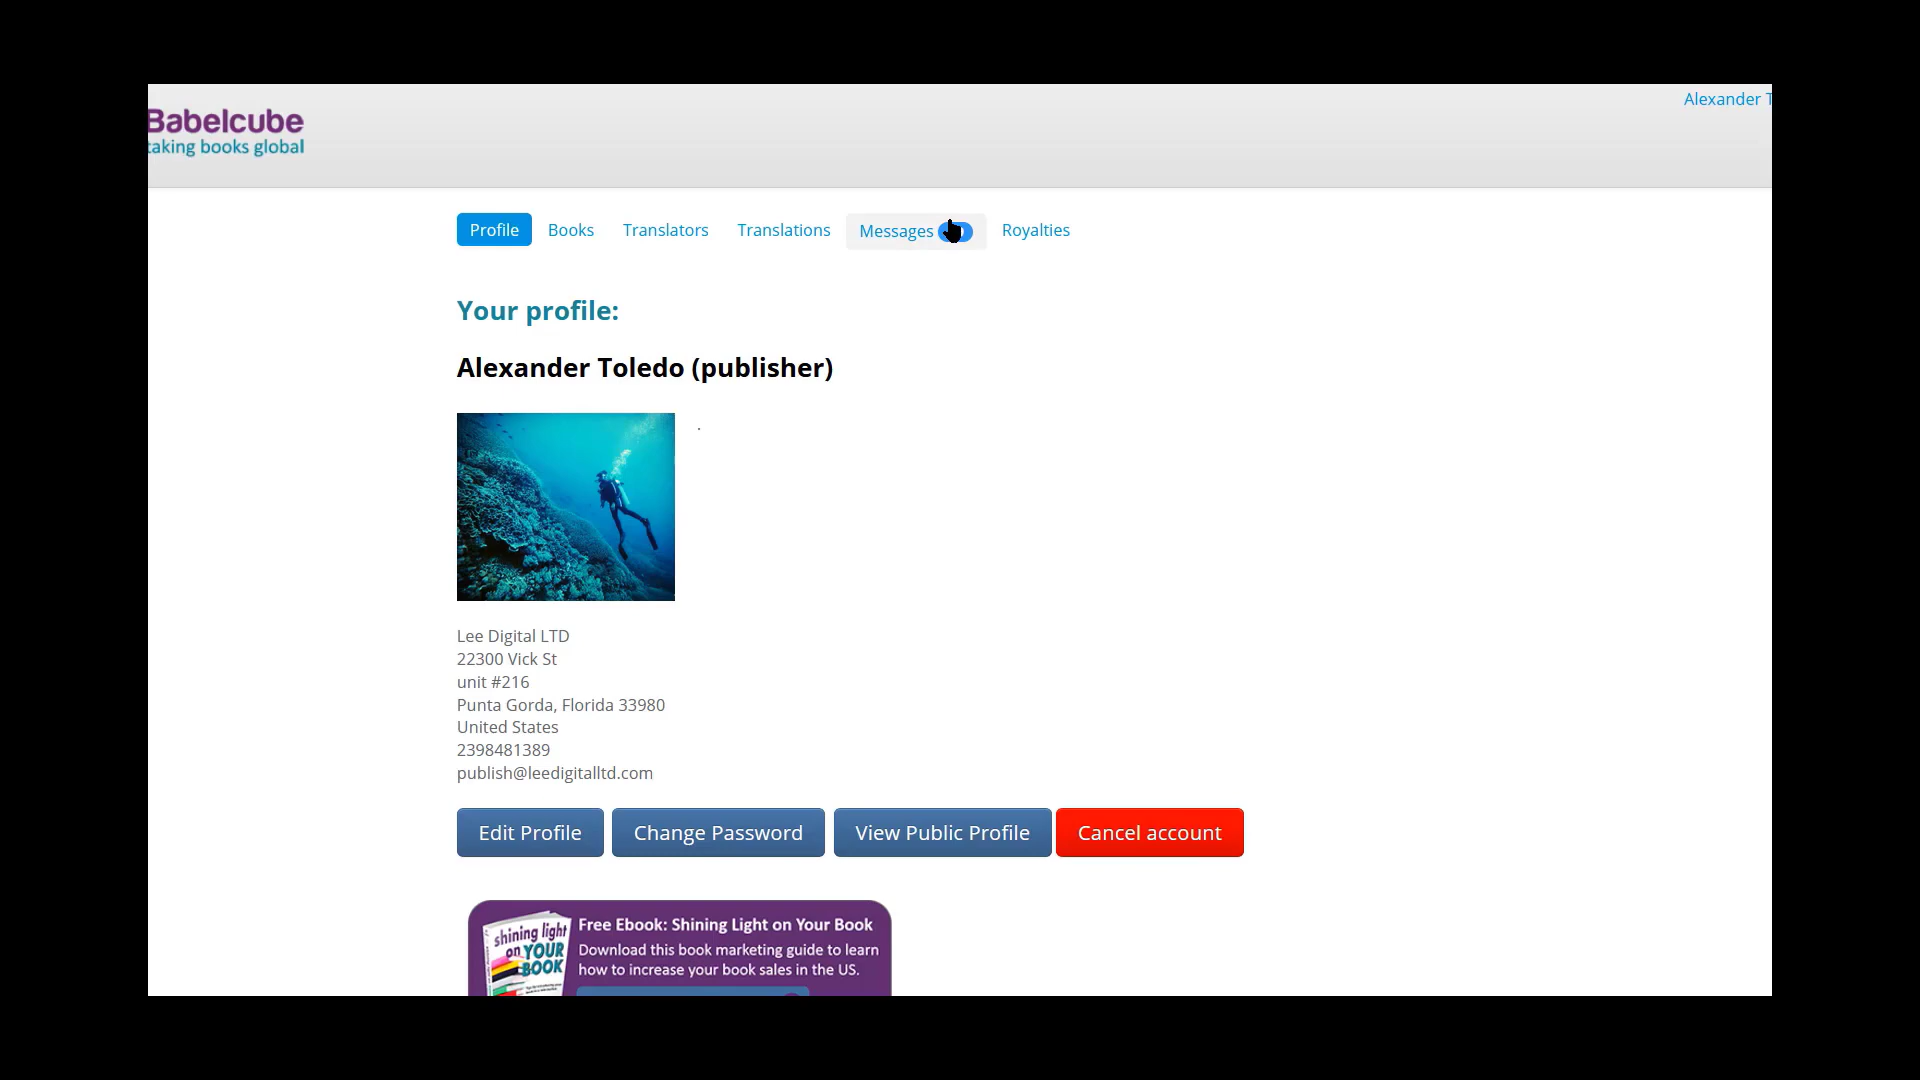 Babelcube
taking books global
Alexander T
Profile
Books
Translators
Translations
Messages
Royalties
Your profile:
Alexander Toledo (publisher)
.
Lee Digital LTD
22300 Vick St
unit #216
Punta Gorda, Florida 33980
United States
2398481389
publish@leedigitalltd.com
Edit Profile
Change Password
View Public Profile
Cancel account
shining light
on YOUR
BOOK
Free Ebook: Shining Light on Your Book
Download this book marketing guide to learn
how to increase your book sales in the US.